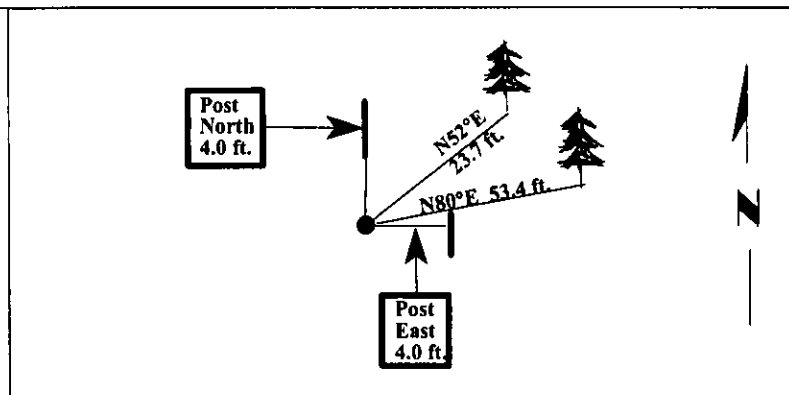 Post
North
4.0 ft.
N52°E
23.7 ft.
N80°E 53.4 ft.
N
Post
East
4.0 ft.